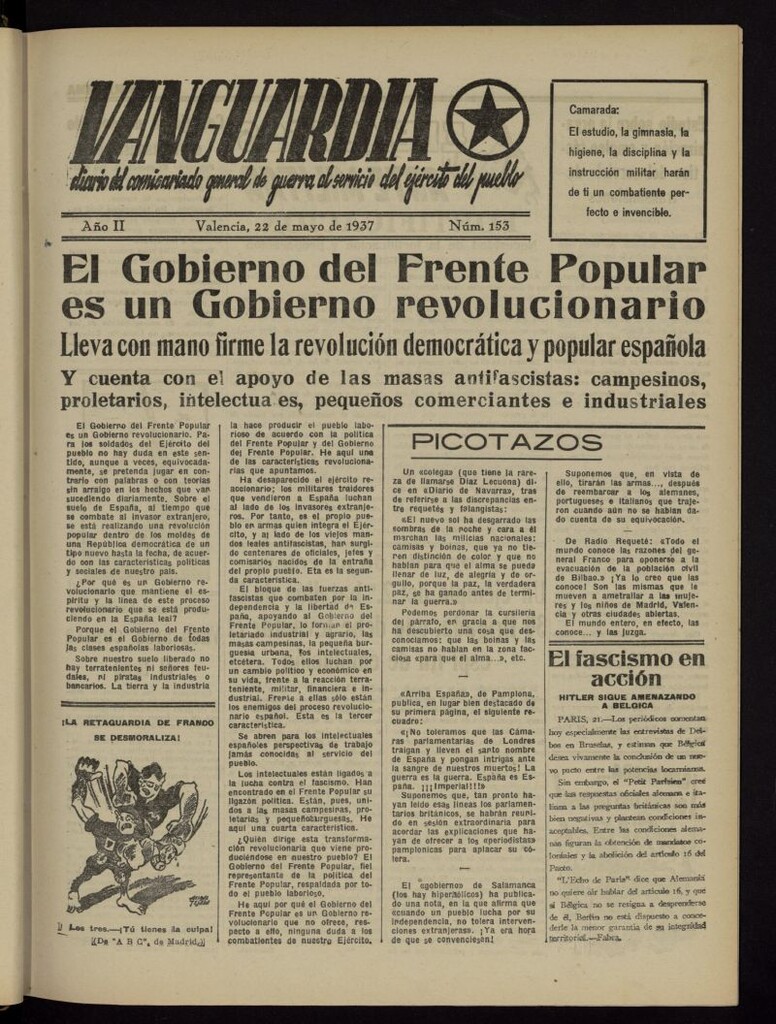 VANGUARDIA
diario del comisariado general de guerra al servicio del ejército del pueblo
Camarada:
El estudio, la gimnasia, la
higiene, la disciplina y la
instrucción militar harán
de ti un combatiente per-
fecto e invencible.
Año II Valencia, 22 de mayo de 1937 Núm. 153
El Gobierno del Frente Popular
es un Gobierno revolucionario
Lleva con mano firme la revolución democrática y popular española
Y cuenta con el apoyo de las masas antifascistas: campesinos,
proletarios, intelectua es, pequeños comerciantes e industriales
El Gobierno del Frente Popular
es un Gobierno revolucionario. Pa-
ra los soldados del Ejército del
pueblo no hay duda en este sen-
tido, aunque a veces, equivocada-
mente, se pretenda jugar en con-
trario con palabras o con teorías
sin arraigo en los hechos que van
sucediendo diariamente. Sobre el
suelo de España, al tiempo que
se combate al invasor extranjero,
se está realizando una revolución
popular dentro de los moldes de
una República democrática de un
tipo nuevo hasta la fecha, de acuer-
do con las características políticas
y sociales de nuestro país.
¿Por qué es un Gobierno re-
volucionario el que mantiene el es-
píritu y la línea de este proceso
revolucionario que se está produ-
ciendo en la España leal?
Porque el Gobierno del Frente
Popular es el Gobierno de todas
las clases españolas laboriosas.
Sobre nuestro suelo liberado no
hay terratenientes ni señores feu-
dales, ni piratas industriales o
bancarios. La tierra y la industria
¡LA RETAGUARDIA DE FRANCO
SE DESMORALIZA!
Los tres.—¡Tú tienes la culpa!
(De "A B C", de Madrid.)
la hace producir el pueblo labo-
rioso de acuerdo con la política
del Frente Popular y del Gobierno
del Frente Popular. He aquí una
de las características revoluciona-
rias que apuntamos.
Ha desaparecido el ejército reac-
cionario; los militares traidores
que vendieron a España luchan
al lado de los invasores extranje-
ros. Por tanto, es el propio pue-
blo en armas quien integra el Ejér-
cito, y al lado de los viejos man-
dos leales antifascistas, han surgi-
do centenares de oficiales, jefes y
comisarios nacidos de la entraña
del propio pueblo. Eta es la segun-
da característica.
El bloque de las fuerzas anti-
fascistas que combaten por la in-
dependencia y la libertad de Es-
paña, apoyando al Gobierno del
Frente Popular, lo forman el pro-
letariado industrial y agrario, las
masas campesinas, la pequeña bur-
guesía urbana, los intelectuales,
etcétera. Todos ellos luchan por
un cambio político y económico en
su vida, frente a la reacción terra-
teniente, militar, financiera e in-
dustrial. Frente a ellas sólo están
los enemigos del proceso revolucio-
nario español. Esta es la tercera
característica.
Se abren para los intelectuales
españoles perspectivas de trabajo
jamás conocidas al servicio del
pueblo.
Los intelectuales están ligados a
la lucha contra el fascismo. Han
encontrado en el Frente Popular su
ligazón política. Están, pues, uni-
dos a las masas campesinas, pro-
letarias y pequeñoburguesas. He
aquí una cuarta característica.
¿Quién dirige esta transforma-
ción revolucionaria que viene pro-
duciéndose en nuestro pueblo? El
Gobierno del Frente Popular, fiel
representante de la política del
Frente Popular, respaldada por to-
do el pueblo laborioso.
He aquí por qué el Gobierno del
Frente Popular es un Gobierno re-
volucionario que no ofrece, res-
pecto a ello, ninguna duda a los
combatientes de nuestro Ejército.
PICOTAZOS
Un «colega» (que tiene la rare-
za de llamarse Díaz Lecuona) di-
ce en «Diario de Navarra», tras
de referirse a las discrepancias en-
tre requetés y falangistas:
«El nuevo sol ha desgarrado las
sombras de la noche y cara a él
marchan las milicias nacionales:
camisas y boinas, que ya no tie-
nen distinción de color y que no
hablan para que el alma se pueda
llenar de luz, de alegría y de or-
gullo, porque la paz, la verdadera
paz, se ha ganado antes de termi-
nar la guerra.»
Podemos perdonar la cursilería
del párrafo, en gracia a que nos
ha descubierto una cosa que des-
conocíamos: que las boinas y las
camisas no hablan en la zona fac-
ciosa «para que el alma...», etc.
—
«Arriba España», de Pamplona,
publica, en lugar bien destacado de
su primera página, el siguiente re-
cuadro:
«¡No toleramos que las Cáma-
ras parlamentarias de Londres
traigan y lleven el santo nombre
de España y pongan intrigas ante
la sangre de nuestros muertos! La
guerra es la guerra. España es Es-
paña. ¡¡¡Imperial!!!»
Suponemos que, tan pronto ha-
yan leído esas líneas los parlamen-
tarios británicos, se habrán reuni-
do en sesión extraordinaria para
acordar las explicaciones que ha-
yan de ofrecer a los «periodistas»
pamplónicas para aplacar su có-
lera.
—
El «gobierno» de Salamanca
(los hay hiperbólicos) ha publica-
do una nota, en la que afirma que
«cuando un pueblo lucha por su
independencia, no tolera interven-
ciones extranjeras». ¡Ya era hora
de que se convenciesen!
Suponemos que, en vista de
ello, tirarán las armas..., después
de reembarcar a los alemanes,
portugueses e italianos que traje-
ron cuando aún no se habían da-
do cuenta de su equivocación.
—
De Radio Requeté: «Todo el
mundo conoce las razones del ge-
neral Franco para oponerse a la
evacuación de la población civil
de Bilbao.» ¡Ya lo creo que las
conoce! Son las mismas que le
mueven a ametrallar a las muje-
res y los niños de Madrid, Valen-
cia y otras ciudades abiertas.
El mundo entero, en efecto, las
conoce... y las juzga.
El fascismo en
acción
HITLER SIGUE AMENAZANDO
A BELGICA
PARIS, 21.—Los periódicos comentan
hoy especialmente las entrevistas de Del-
bos en Bruselas, y estiman que Bélgica
desea vivamente la conclusión de un nue-
vo pacto entre las potencias locarnianas.
Sin embargo, el "Petit Parisien" cree
que las respuestas oficiales alemana e ita-
liana a las preguntas británicas son más
bien negativas y plantean condiciones in-
aceptables. Entre las condiciones alema-
nas figuran la obtención de mandatos co-
loniales y la abolición del artículo 16 del
Pacto.
"L'Echo de Paris" dice que Alemania
no quiere oír hablar del artículo 16, y que
si Bélgica no se resigna a desprenderse
de él, Berlín no está dispuesto a conce-
derle la menor garantía de su integridad
territorial.—Fabra.